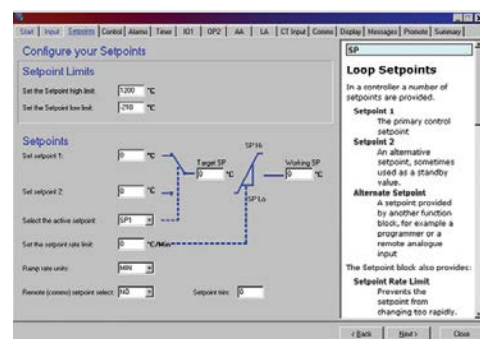 Start Input Setpoints Control Alarms Timer IO1 OP2 AA LA CT Input Comms Display Messages Promote Summary
Configure your Setpoints
Setpoint Limits
Set the Setpoint high limit: 1200 °C
Set the Setpoint low limit: -210 °C
Setpoints
Set setpoint 1: 0 °C
Target SP
0 °C
SP Hi
Working SP
0 °C
Set setpoint 2: 0 °C
SP Lo
Select the active setpoint: SP1
Set the setpoint rate limit: 0 °C/Min
Ramp rate units: MIN
Remote (comms) setpoint select: NO
Setpoint trim: 0
SP
Loop Setpoints
In a controller a number of
setpoints are provided.
Setpoint 1
The primary control
setpoint
Setpoint 2
An alternative
setpoint, sometimes
used as a standby
value.
Alternate Setpoint
A setpoint provided
by another function
block, for example a
programmer or a
remote analogue
input
The Setpoint block also provides:
Setpoint Rate Limit
Prevents the
setpoint from
changing too rapidly.
< Back Next > Close